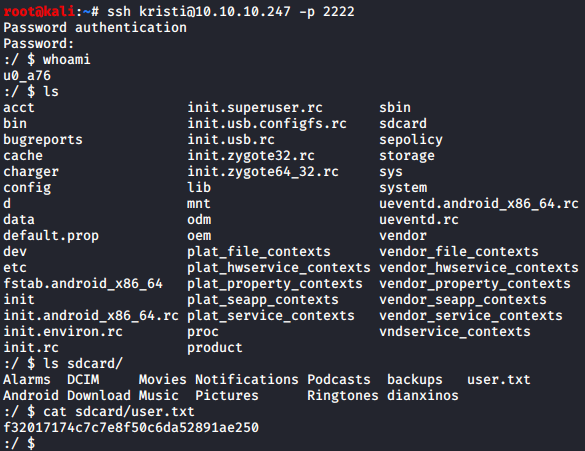 root@kali:~# ssh kristi@10.10.10.247 -p 2222
Password authentication
Password:
:/ $ whoami
u0_a76
:/ $ ls
acct init.superuser.rc sbin
bin init.usb.configfs.rc sdcard
bugreports init.usb.rc sepolicy
cache init.zygote32.rc storage
charger init.zygote64_32.rc sys
config lib system
d mnt ueventd.android_x86_64.rc
data odm ueventd.rc
default.prop oem vendor
dev plat_file_contexts vendor_file_contexts
etc plat_hwservice_contexts vendor_hwservice_contexts
fstab.android_x86_64 plat_property_contexts vendor_property_contexts
init plat_seapp_contexts vendor_seapp_contexts
init.android_x86_64.rc plat_service_contexts vendor_service_contexts
init.environ.rc proc vndservice_contexts
init.rc product
:/ $ ls sdcard/
Alarms DCIM Movies Notifications Podcasts backups user.txt
Android Download Music Pictures Ringtones dianxinos
:/ $ cat sdcard/user.txt
f32017174c7c7e8f50c6da52891ae250
:/ $